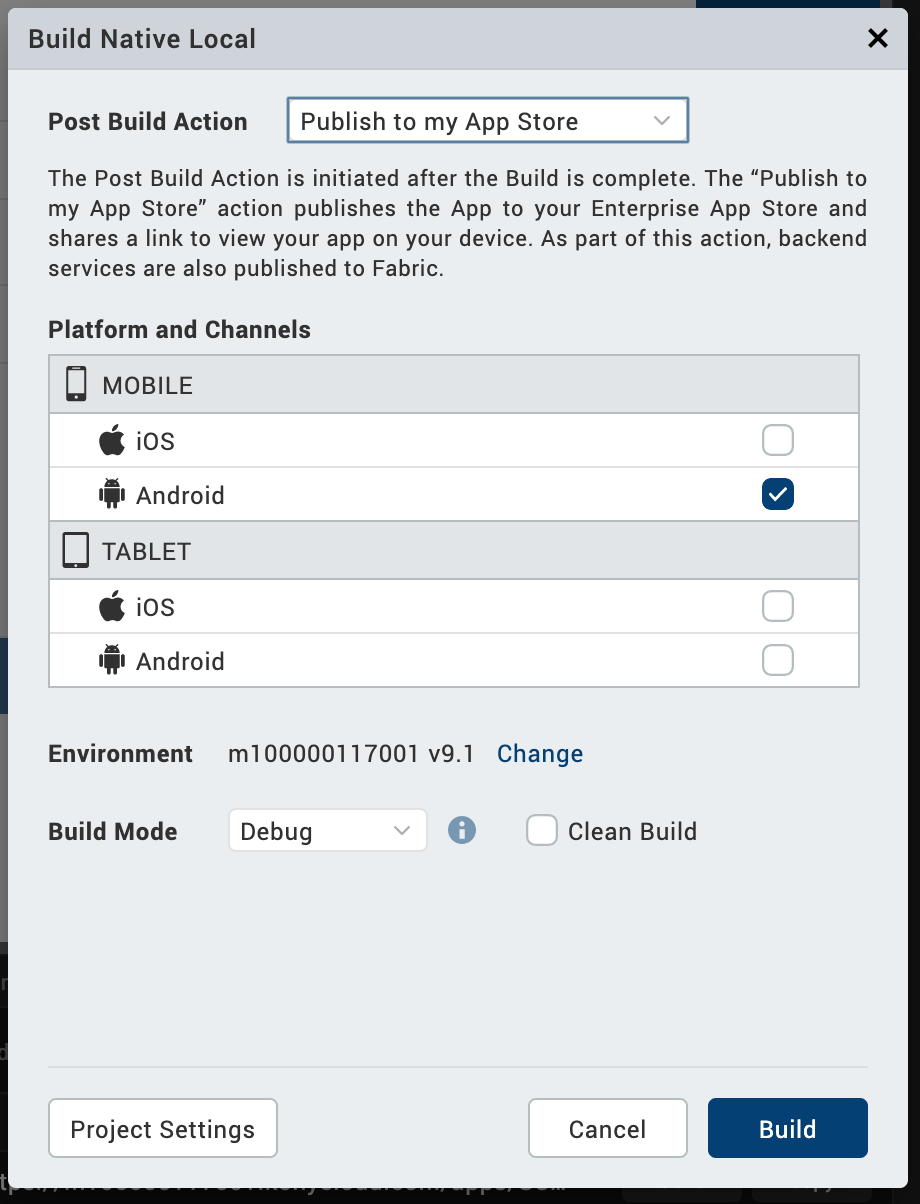 Build Native Local
Post Build Action
Publish to my App Store
The Post Build Action is initiated after the Build is complete. The “Publish to
my App Store” action publishes the App to your Enterprise App Store and
shares a link to view your app on your device. As part of this action, backend
services are also published to Fabric.
Platform and Channels
MOBILE
iOS
Android
TABLET
iOS
Android
Environment m100000117001 v9.1 Change
Build Mode Debug Clean Build
Project Settings Cancel Build